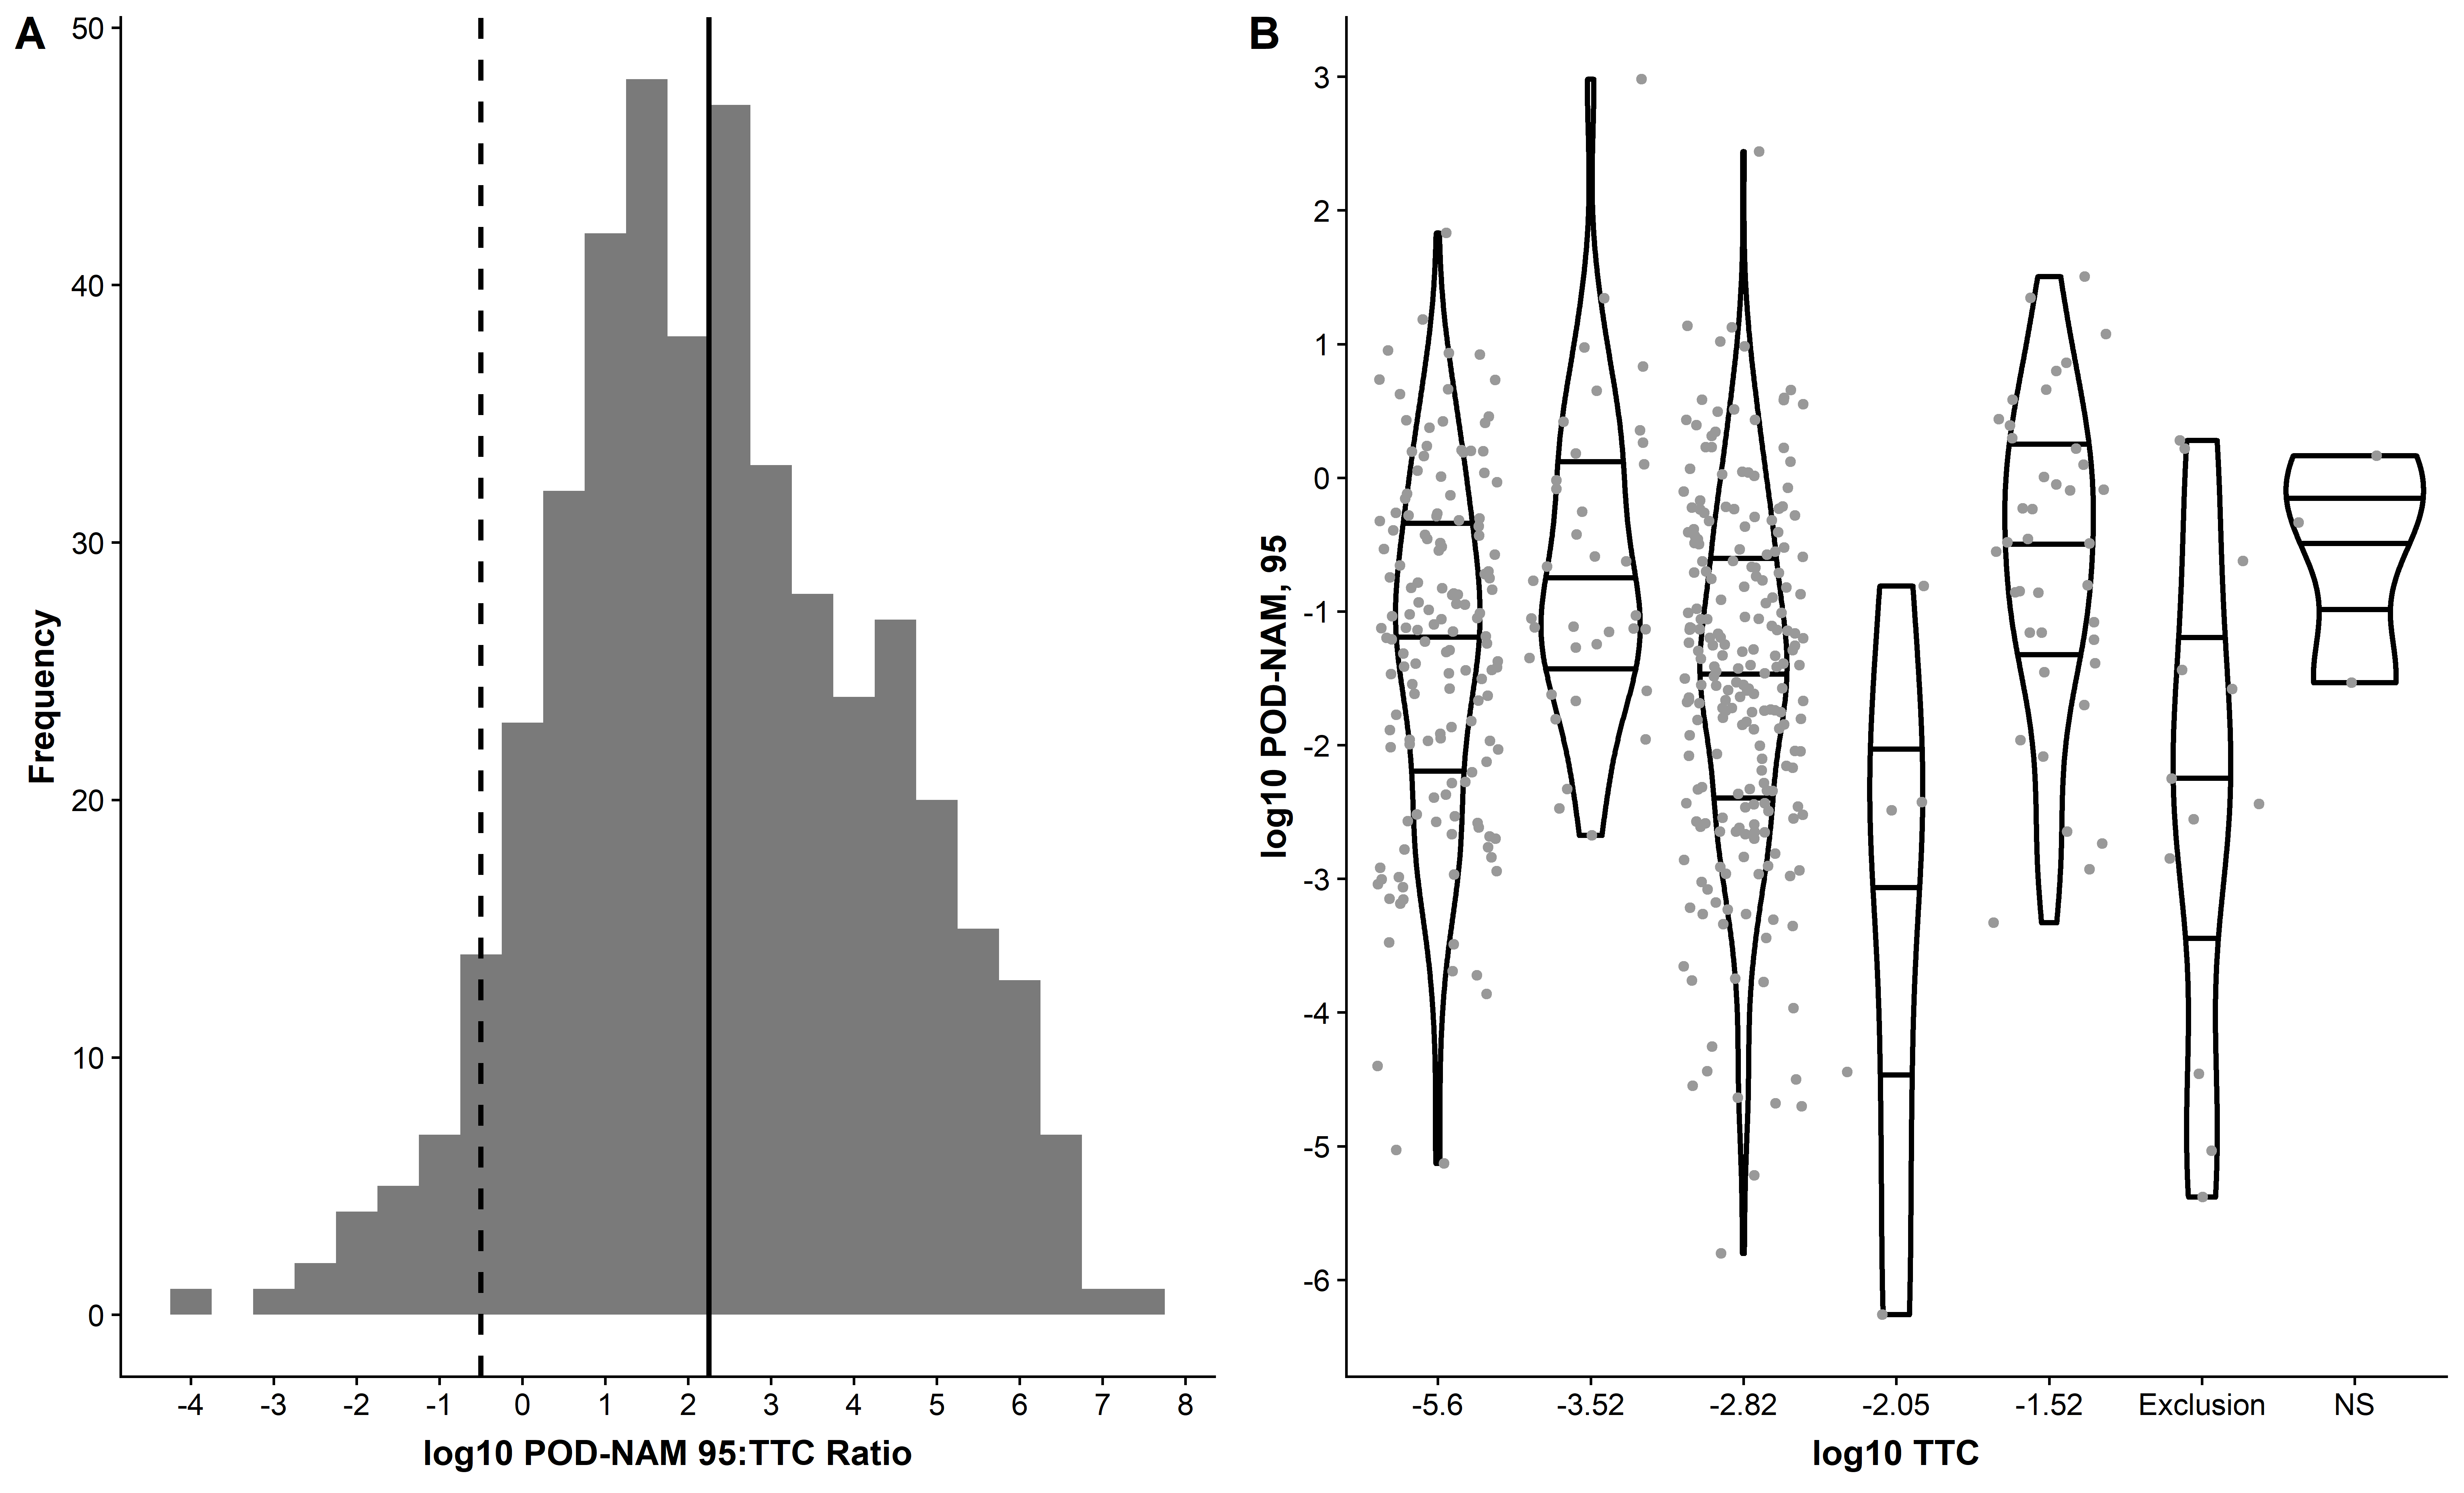 A
50
40
30
20
10
0
Frequency
-4 -3 -2 -1 0 1 2 3 4 5 6 7 8
log10 POD-NAM 95:TTC Ratio
B
3
2
1
0
-1
-2
-3
-4
-5
-6
log10 POD-NAM, 95
-5.6 -3.52 -2.82 -2.05 -1.52 Exclusion NS
log10 TTC